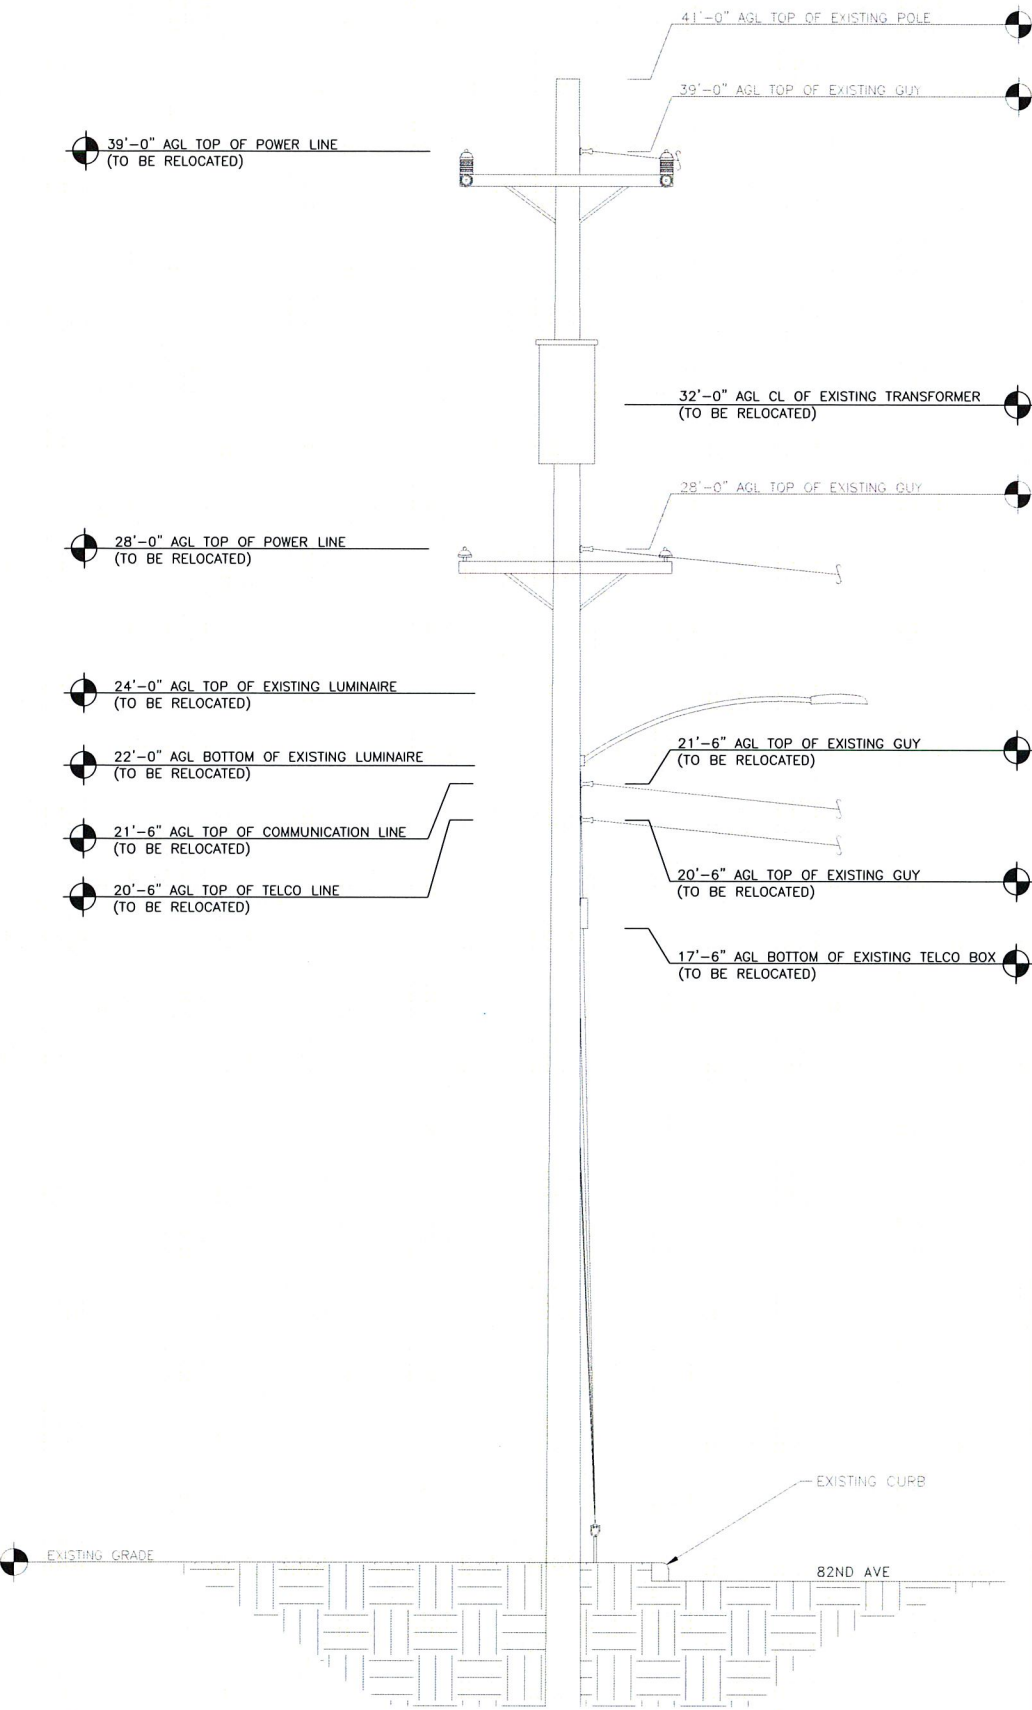 41'-0" AGL TOP OF EXISTING POLE
39'-0" AGL TOP OF EXISTING GUY
39'-0" AGL TOP OF POWER LINE
(TO BE RELOCATED)
32'-0" AGL CL OF EXISTING TRANSFORMER
(TO BE RELOCATED)
28'-0" AGL TOP OF EXISTING GUY
28'-0" AGL TOP OF POWER LINE
(TO BE RELOCATED)
24'-0" AGL TOP OF EXISTING LUMINAIRE
(TO BE RELOCATED)
22'-0" AGL BOTTOM OF EXISTING LUMINAIRE
(TO BE RELOCATED)
21'-6" AGL TOP OF EXISTING GUY
(TO BE RELOCATED)
21'-6" AGL TOP OF COMMUNICATION LINE
(TO BE RELOCATED)
20'-6" AGL TOP OF TELCO LINE
(TO BE RELOCATED)
20'-6" AGL TOP OF EXISTING GUY
(TO BE RELOCATED)
17'-6" AGL BOTTOM OF EXISTING TELCO BOX
(TO BE RELOCATED)
EXISTING CURB
EXISTING GRADE
82ND AVE